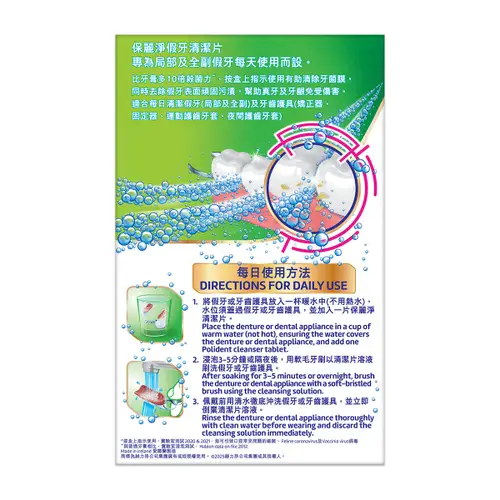 保麗淨假牙清潔片
專為局部及全副假牙每天使用而設。
比牙膏多10倍殺菌力^，按盒上指示使用有助清除牙菌膜，
同時去除假牙表面頑固污漬，幫助真牙及牙齦免受傷害。
適合每日清潔假牙(局部及全副)及牙齒護具(矯正器、
固定器、運動護齒牙套、夜間護齒牙套)
每日使用方法
DIRECTIONS FOR DAILY USE
1. 將假牙或牙齒護具放入一杯暖水中(不用熱水)，
水位須蓋過假牙或牙齒護具，並加入一片保麗淨
清潔片。
Place the denture or dental appliance in a cup of
warm water (not hot), ensuring the water covers
the denture or dental appliance, and add one
Polident cleanser tablet.
2. 浸泡3-5分鐘或隔夜後，用軟毛牙刷以清潔片溶液
刷洗假牙或牙齒護具。
After soaking for 3-5 minutes or overnight, brush
the denture or dental appliance with a soft-bristled
brush using the cleansing solution.
3. 佩戴前用清水徹底沖洗假牙或牙齒護具，並立即
倒棄清潔片溶液。
Rinse the denture or dental appliance thoroughly
with clean water before wearing and discard the
cleansing solution immediately.
Made in Ireland 愛爾蘭製造